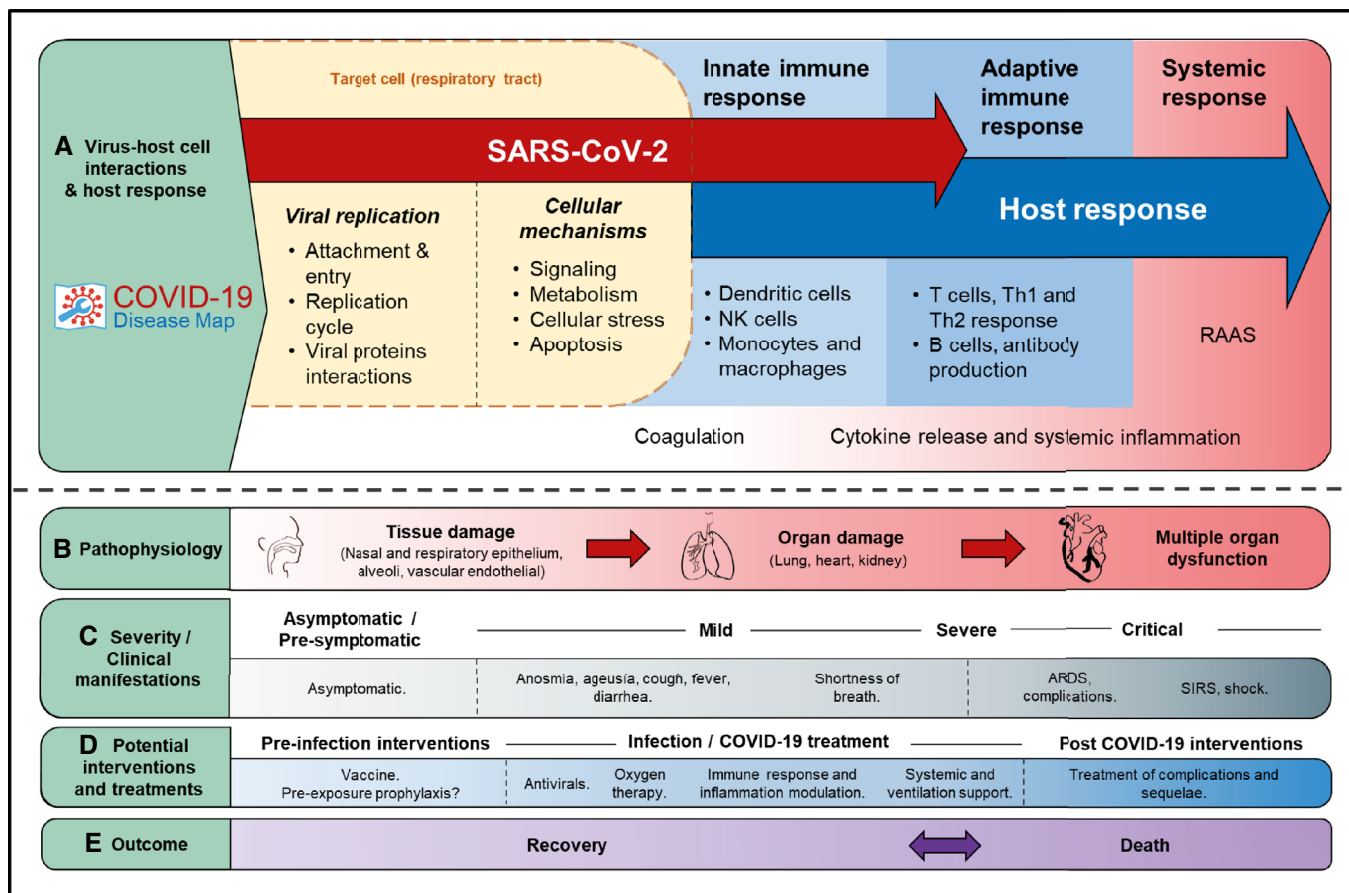 Target cell (respiratory tract)
Innate immune
response
Adaptive
immune
response
Systemic
response
A Virus-host cell
interactions
& host response
SARS-CoV-2
Host response
COVID-19
Disease Map
Viral replication
• Attachment &
entry
• Replication
cycle
• Viral proteins
interactions
Cellular
mechanisms
• Signaling
• Metabolism
• Cellular stress
• Apoptosis
• Dendritic cells
• NK cells
• Monocytes and
macrophages
• T cells, Th1 and
Th2 response
• B cells, antibody
production
RAAS
Coagulation
Cytokine release and systemic inflammation
B Pathophysiology
Tissue damage
(Nasal and respiratory epithelium,
alveoli, vascular endothelial)
Organ damage
(Lung, heart, kidney)
Multiple organ
dysfunction
C Severity /
Clinical
manifestations
Asymptomatic /
Pre-symptomatic
Mild
Severe
Critical
Asymptomatic.
Anosmia, ageusia, cough, fever,
diarrhea.
Shortness of
breath.
ARDS,
complications.
SIRS, shock.
D Potential
interventions
and treatments
Pre-infection interventions
Infection / COVID-19 treatment
Post COVID-19 interventions
Vaccine.
Pre-exposure prophylaxis?
Antivirals.
Oxygen
therapy.
Immune response and
inflammation modulation.
Systemic and
ventilation support.
Treatment of complications and
sequelae.
E Outcome
Recovery
Death